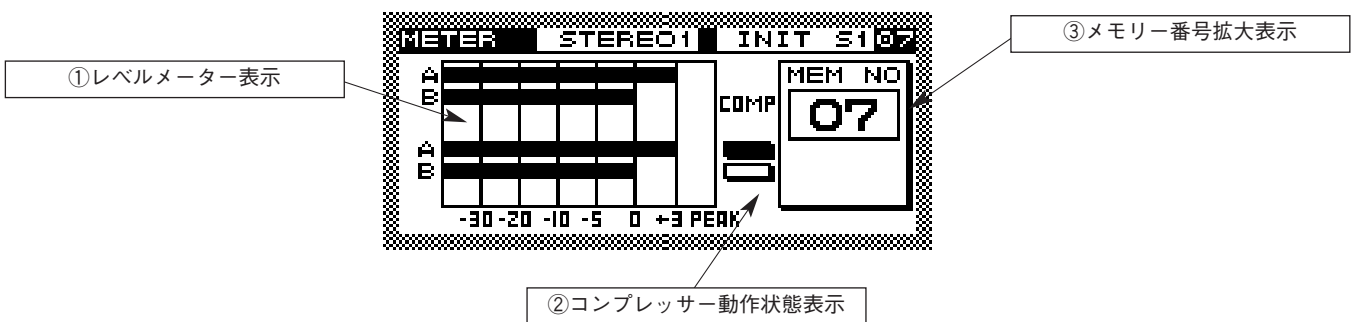 METER STEREO1 INIT S1 07
③メモリー番号拡大表示
①レベルメーター表示
A
B
COMP
MEM NO
07
A
B
-30 -20 -10 -5 0 +3 PEAK
②コンプレッサー動作状態表示